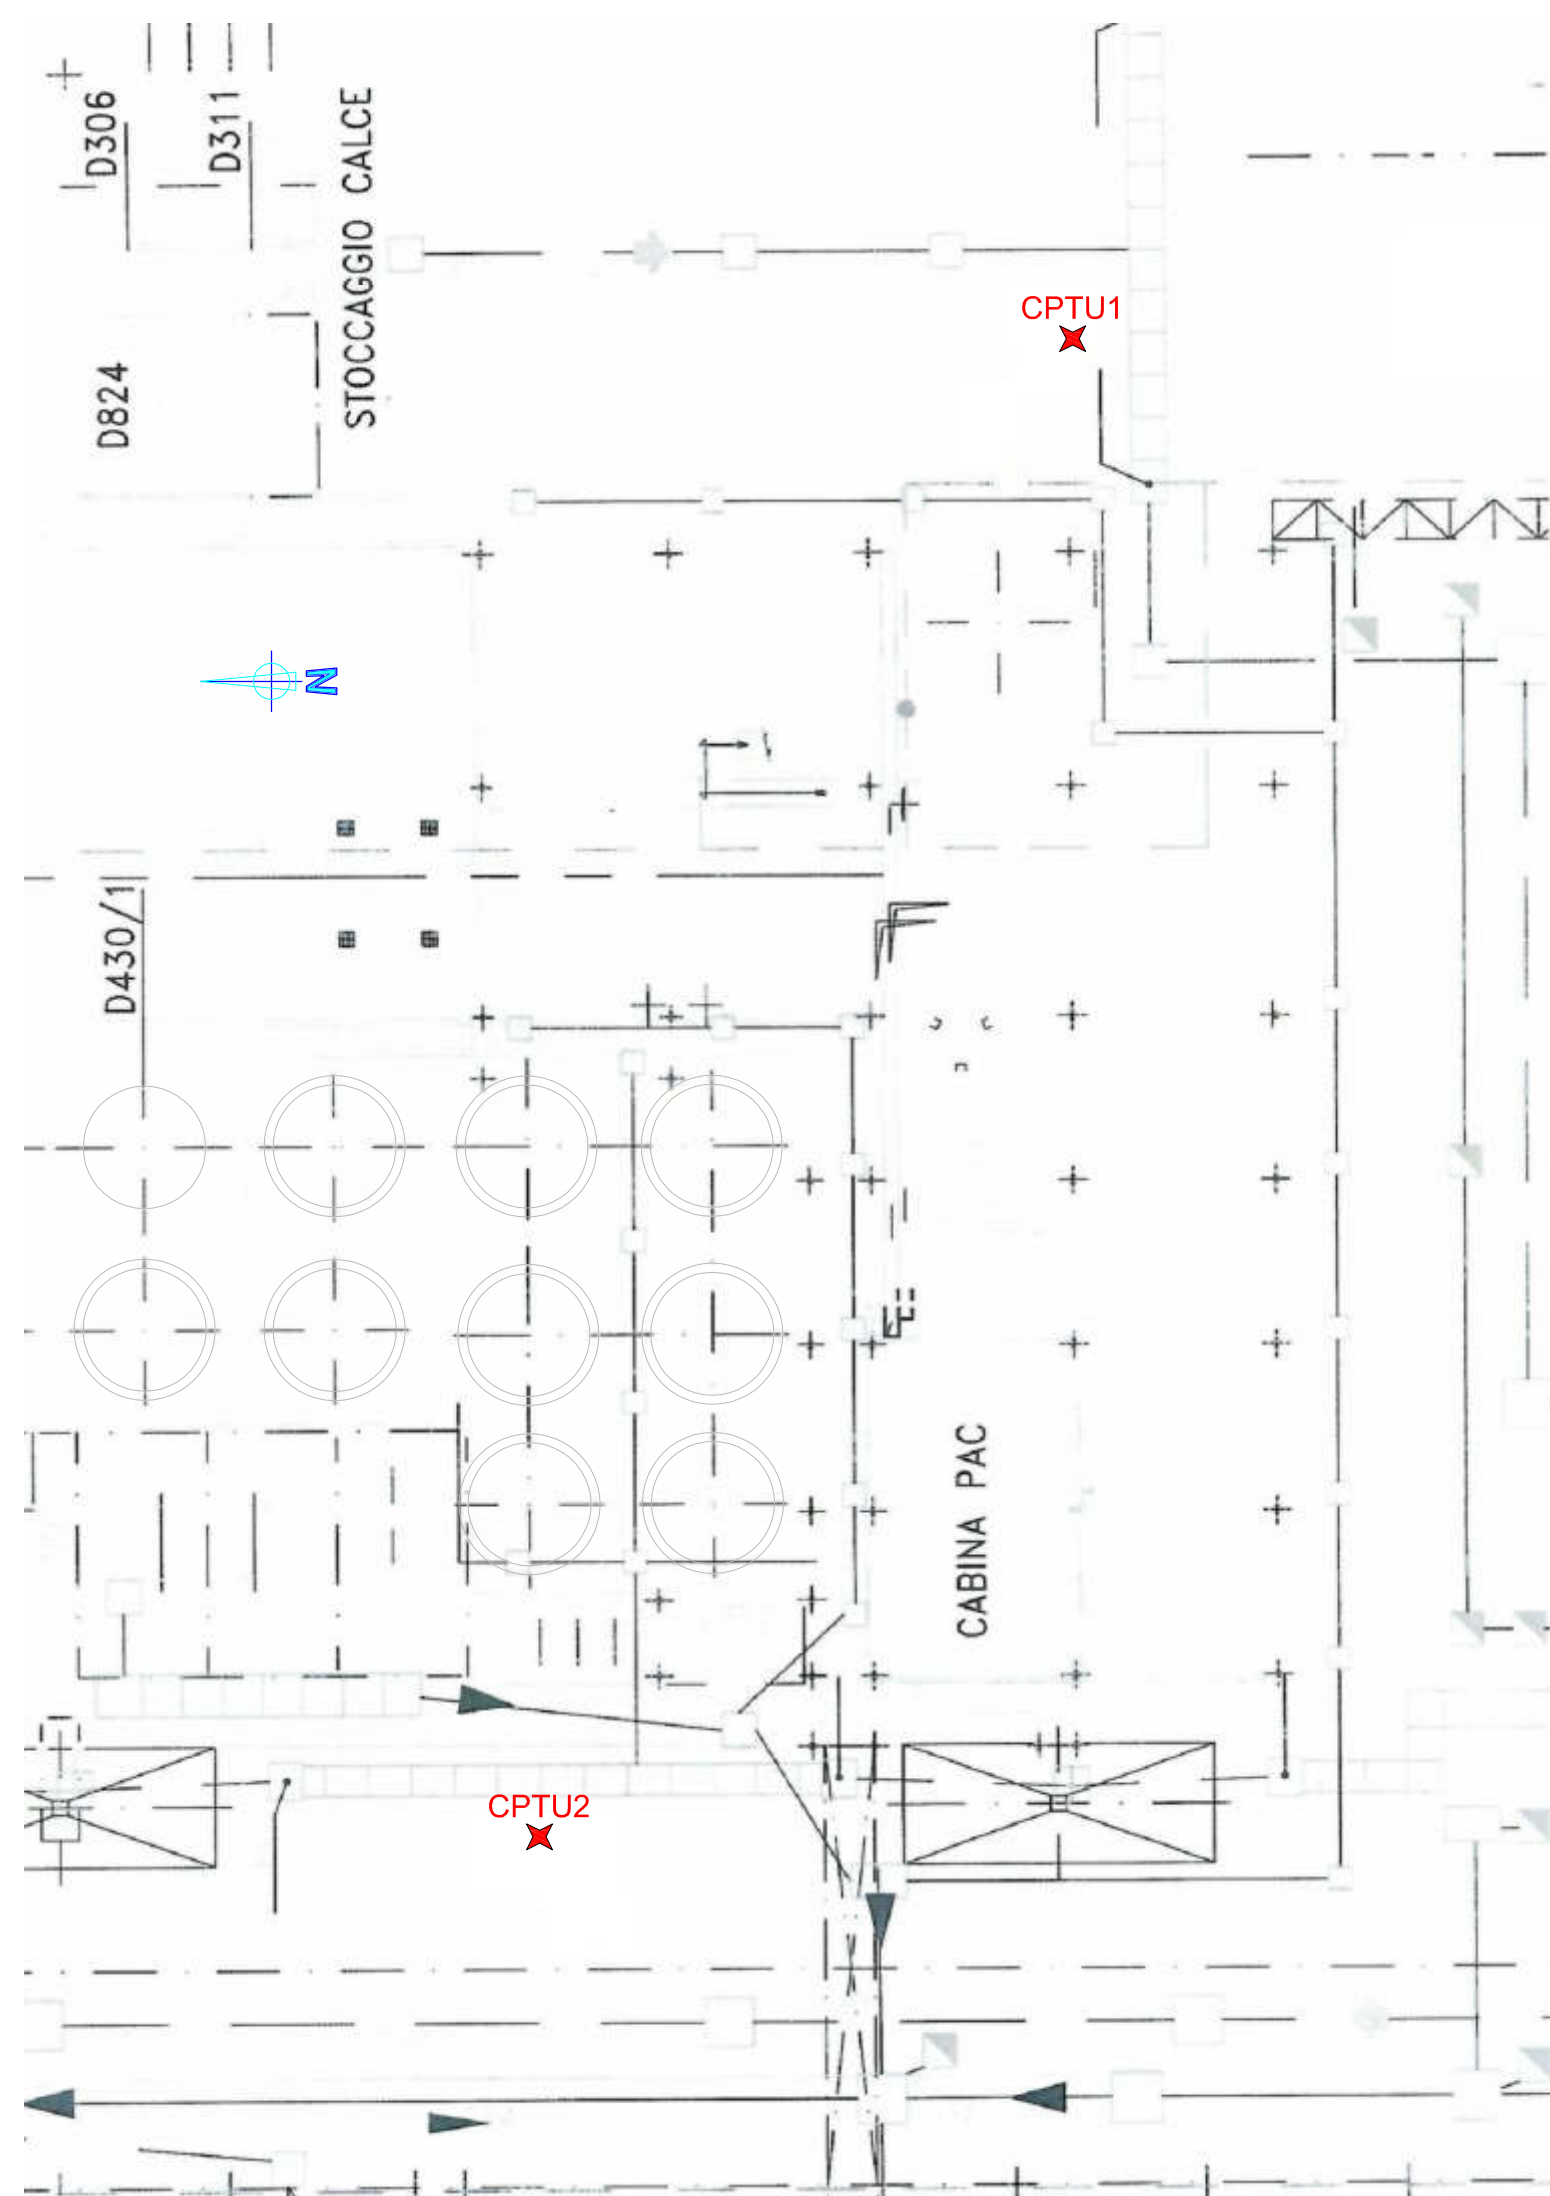 D306
D311
STOCCAGGIO CALCE
CPTU1
D824
N
D430/1
CABINA PAC
CPTU2